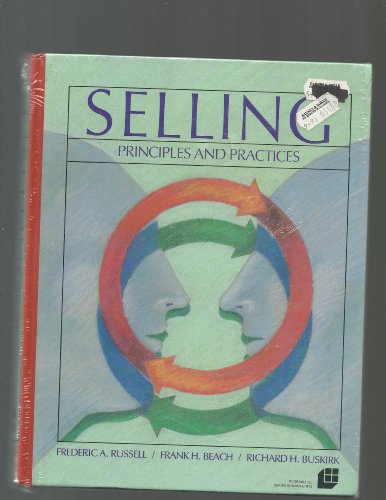 SELLING
PRINCIPLES AND PRACTICES
FREDERIC A. RUSSELL / FRANK H. BEACH / RICHARD H. BUSKIRK